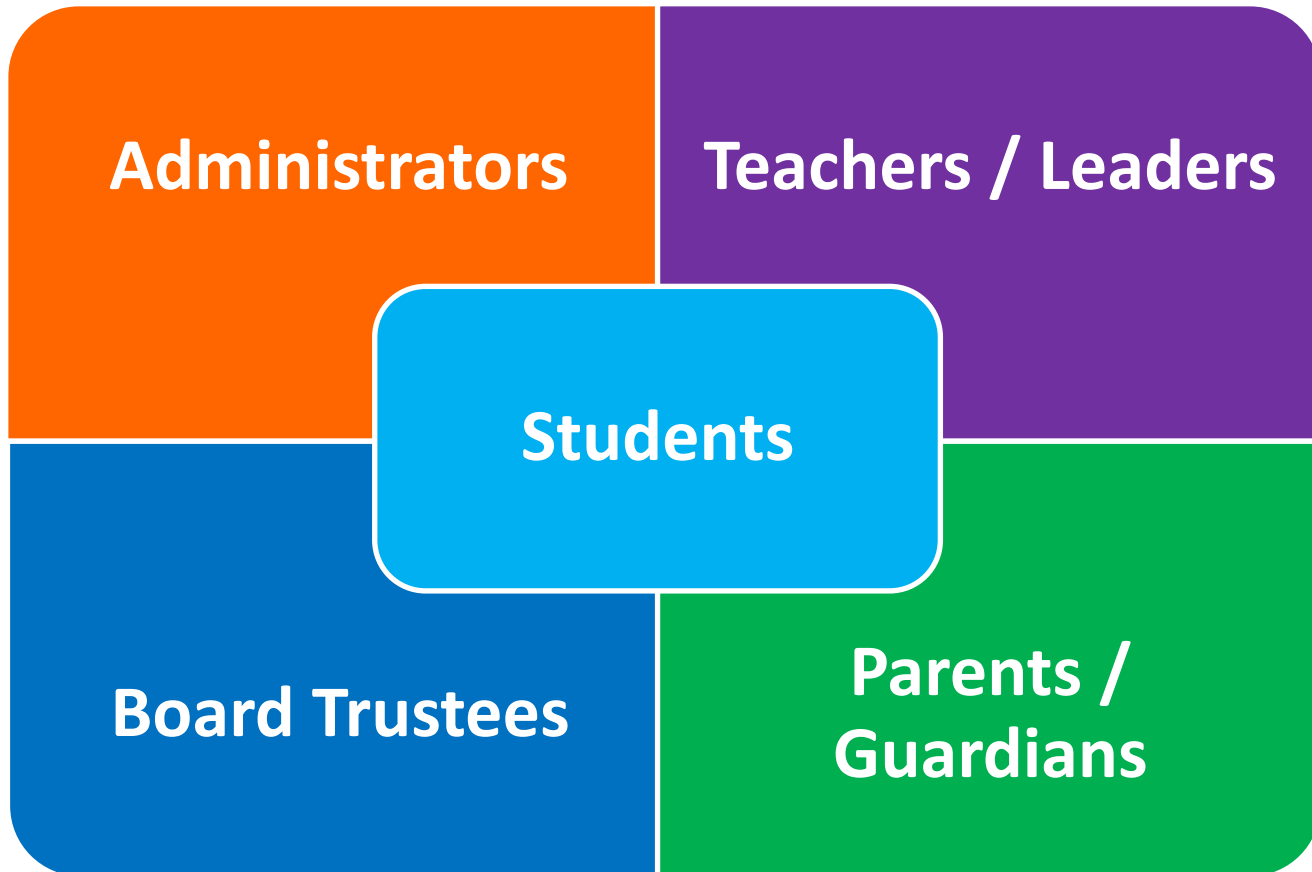 Administrators
Teachers / Leaders
Students
Board Trustees
Parents /
Guardians